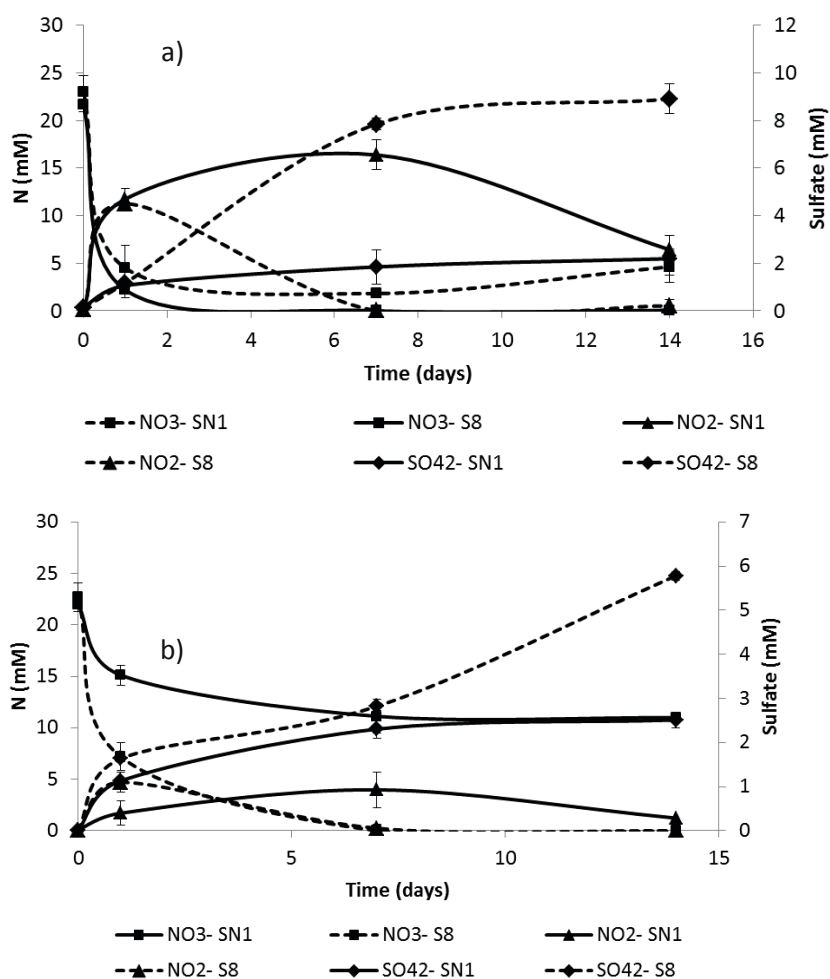 a)
30
25
20
15
10
5
0
N (mM)
12
10
8
6
4
2
0
Sulfate (mM)
0 2 4 6 8 10 12 14 16
Time (days)
NO3- SN1 NO3- S8 NO2- SN1
NO2- S8 SO42- SN1 SO42- S8
b)
30
25
20
15
10
5
0
N (mM)
7
6
5
4
3
2
1
0
Sulfate (mM)
0 5 10 15
Time (days)
NO3- SN1 NO3- S8 NO2- SN1
NO2- S8 SO42- SN1 SO42- S8